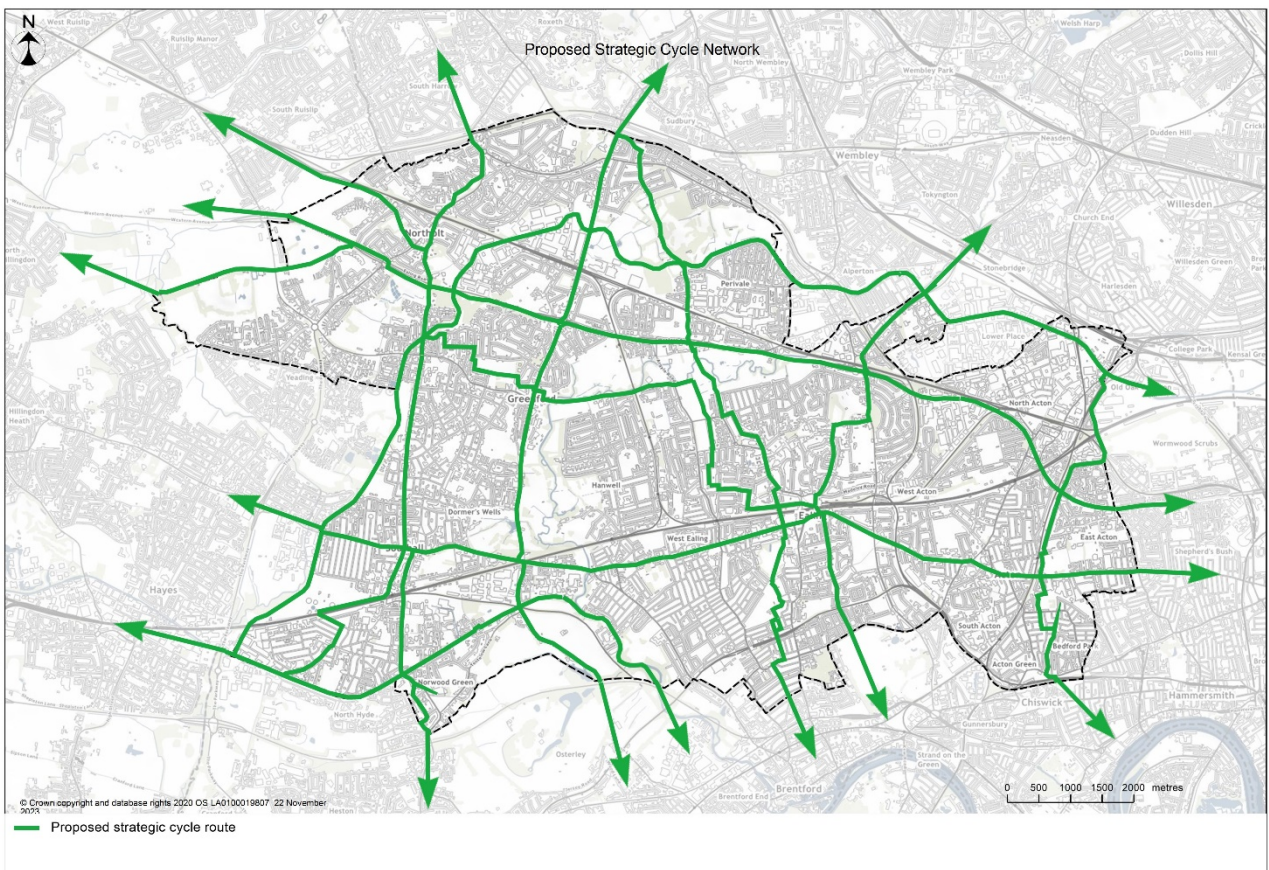 N
West Ruislip
Roxeth
Welsh Harp
Ruislip Manor
Proposed Strategic Cycle Network
Dollis Hill
North Wembley
Wembley Park
South Harrow
South Ruislip
Sudbury
Neasden
Dudden Hill
Wembley
Tokyngton
Willesden
Church End
Northolt
Willesden Green
Alperton
Stonebridge
Perivale
Harlesden
Lower Place
College Park
Kensal Gre
Yeading
Greenford
North Acton
Hillingdon
Heath
Wormwood Scrubs
Hanwell
West Acton
Dormer's Wells
West Ealing
East Acton
Shepherd's Bush
Hayes
South Acton
Bedford Park
Acton Green
Norwood Green
Hammersmith
Chiswick
North Hyde
Gunnersbury
Osterley
Strand on the
Green
0 500 1000 1500 2000 metres
Brentford
Brentford End
© Crown copyright and database rights 2020 OS LA0100019807 22 November
2023
Heston
Proposed strategic cycle route